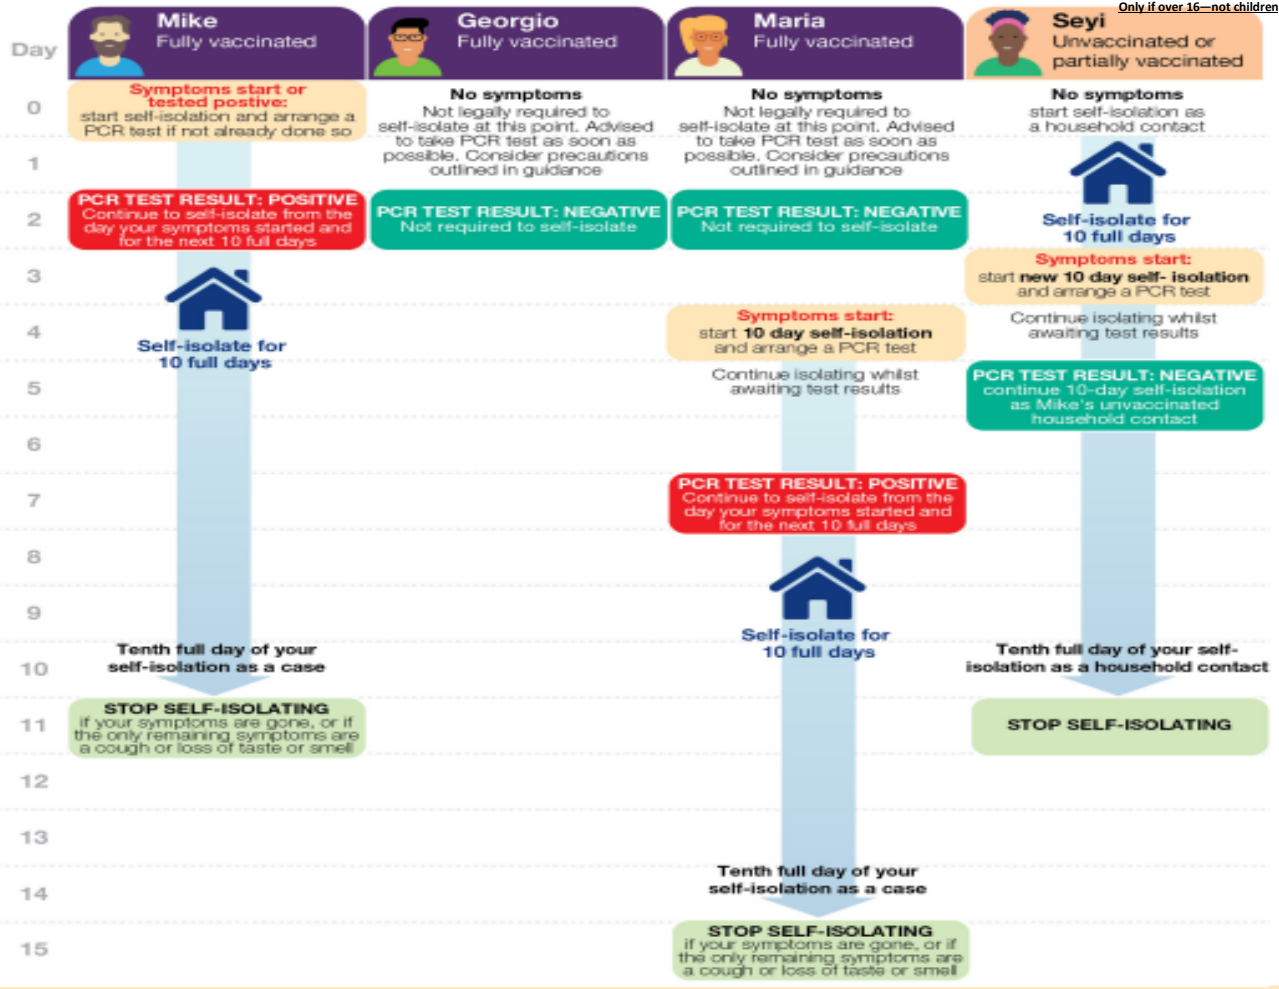 Only if over 16—not children
Day
Mike
Fully vaccinated
Georgio
Fully vaccinated
Maria
Fully vaccinated
Seyi
Unvaccinated or
partially vaccinated
0
1
2
3
4
5
6
7
8
9
10
11
12
13
14
15
Symptoms start or
tested postive:
start self-isolation and arrange a
PCR test if not already done so
PCR TEST RESULT: POSITIVE
Continue to self-isolate from the
day your symptoms started and
for the next 10 full days
Self-isolate for
10 full days
Tenth full day of your
self-isolation as a case
STOP SELF-ISOLATING
if your symptoms are gone, or if
the only remaining symptoms are
a cough or loss of taste or smell
No symptoms
Not legally required to
self-isolate at this point. Advised
to take PCR test as soon as
possible. Consider precautions
outlined in guidance
PCR TEST RESULT: NEGATIVE
Not required to self-isolate
No symptoms
Not legally required to
self-isolate at this point. Advised
to take PCR test as soon as
possible. Consider precautions
outlined in guidance
PCR TEST RESULT: NEGATIVE
Not required to self-isolate
Symptoms start:
start 10 day self-isolation
and arrange a PCR test
Continue isolating whilst
awaiting test results
PCR TEST RESULT: POSITIVE
Continue to self-isolate from the
day your symptoms started and
for the next 10 full days
Self-isolate for
10 full days
Tenth full day of your
self-isolation as a case
STOP SELF-ISOLATING
if your symptoms are gone, or if
the only remaining symptoms are
a cough or loss of taste or smell
No symptoms
start self-isolation as
a household contact
Self-isolate for
10 full days
Symptoms start:
start new 10 day self- isolation
and arrange a PCR test
Continue isolating whilst
awaiting test results
PCR TEST RESULT: NEGATIVE
continue 10-day self-isolation
as Mike's unvaccinated
household contact
Tenth full day of your self-
isolation as a household contact
STOP SELF-ISOLATING